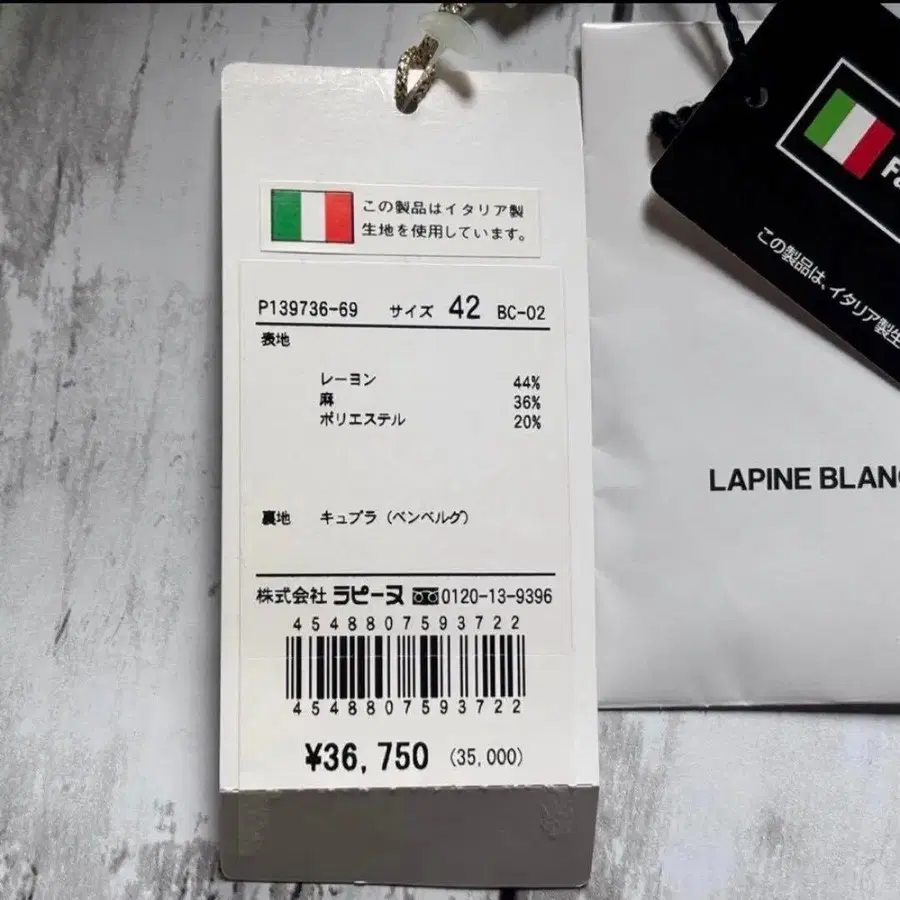 この製品はイタリア製
生地を使用しています。
P139736-69 サイズ 42 BC-02
表地
レーヨン 44%
麻 36%
ポリエステル 20%
裏地 キュプラ (ベンベルグ)
株式会社 ラピーヌ 0120-13-9396
4548807593722
4548807593722
¥36,750 (35,000)
この製品は、イタリア製生
LAPINE